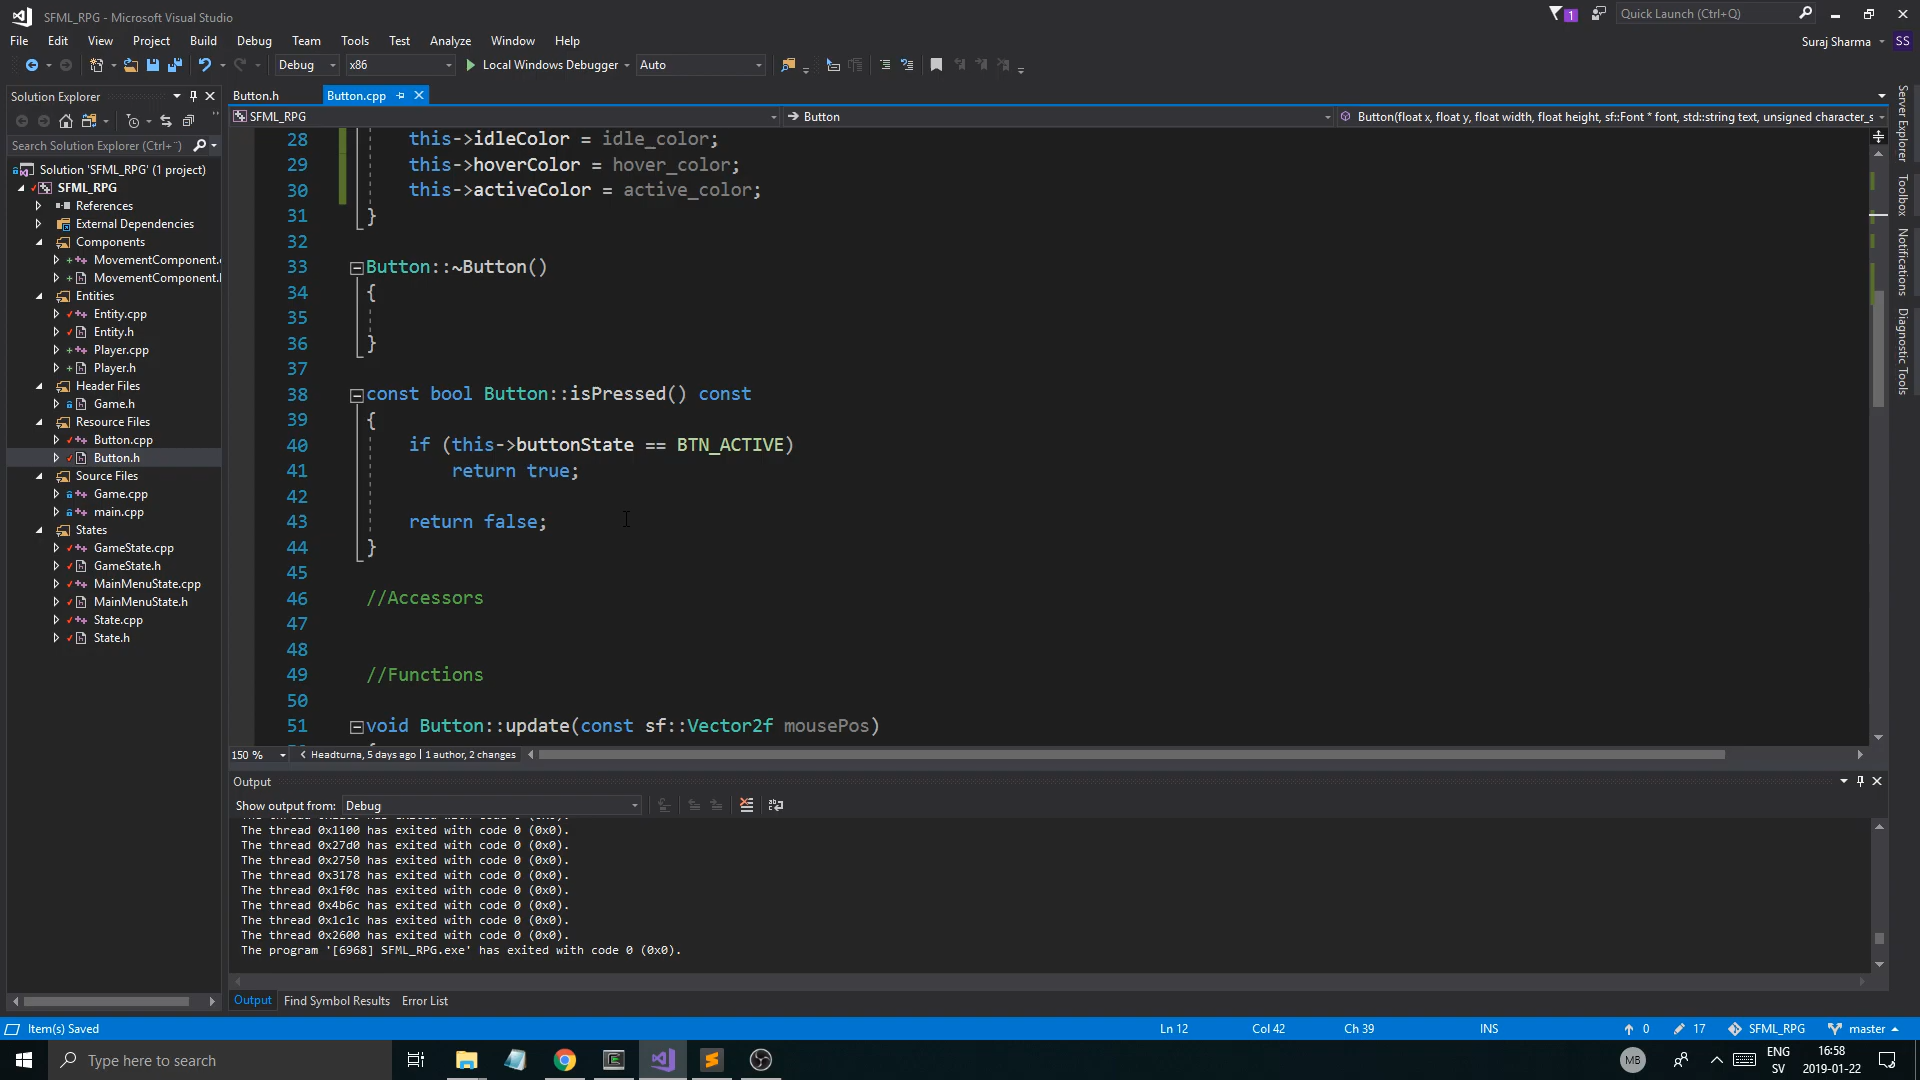 SFML_RPG - Microsoft Visual Studio
1
Quick Launch (Ctrl+Q)
File Edit View Project Build Debug Team Tools Test Analyze Window Help
Suraj Sharma SS
Debug x86 Local Windows Debugger Auto
Solution Explorer
Search Solution Explorer (Ctrl+¨)
Solution 'SFML_RPG' (1 project)
SFML_RPG
References
External Dependencies
Components
MovementComponent.
MovementComponent.
Entities
Entity.cpp
Entity.h
Player.cpp
Player.h
Header Files
Game.h
Resource Files
Button.cpp
Button.h
Source Files
Game.cpp
main.cpp
States
GameState.cpp
GameState.h
MainMenuState.cpp
MainMenuState.h
State.cpp
State.h
Button.h Button.cpp
SFML_RPG Button Button(float x, float y, float width, float height, sf::Font * font, std::string text, unsigned character_s
28 this->idleColor = idle_color;
29 this->hoverColor = hover_color;
30 this->activeColor = active_color;
31 }
32
33 Button::~Button()
34 {
35
36 }
37
38 const bool Button::isPressed() const
39 {
40 if (this->buttonState == BTN_ACTIVE)
41 return true;
42
43 return false;
44 }
45
46 //Accessors
47
48
49 //Functions
50
51 void Button::update(const sf::Vector2f mousePos)
150 % Headturna, 5 days ago | 1 author, 2 changes
Server Explorer
Toolbox
Notifications
Diagnostic Tools
Output
Show output from: Debug
The thread 0x1100 has exited with code 0 (0x0).
The thread 0x27d0 has exited with code 0 (0x0).
The thread 0x2750 has exited with code 0 (0x0).
The thread 0x3178 has exited with code 0 (0x0).
The thread 0x1f0c has exited with code 0 (0x0).
The thread 0x4b6c has exited with code 0 (0x0).
The thread 0x1c1c has exited with code 0 (0x0).
The thread 0x2600 has exited with code 0 (0x0).
The program '[6968] SFML_RPG.exe' has exited with code 0 (0x0).
Output Find Symbol Results Error List
Item(s) Saved Ln 12 Col 42 Ch 39 INS 0 17 SFML_RPG master
Type here to search
MB
ENG
SV
16:58
2019-01-22